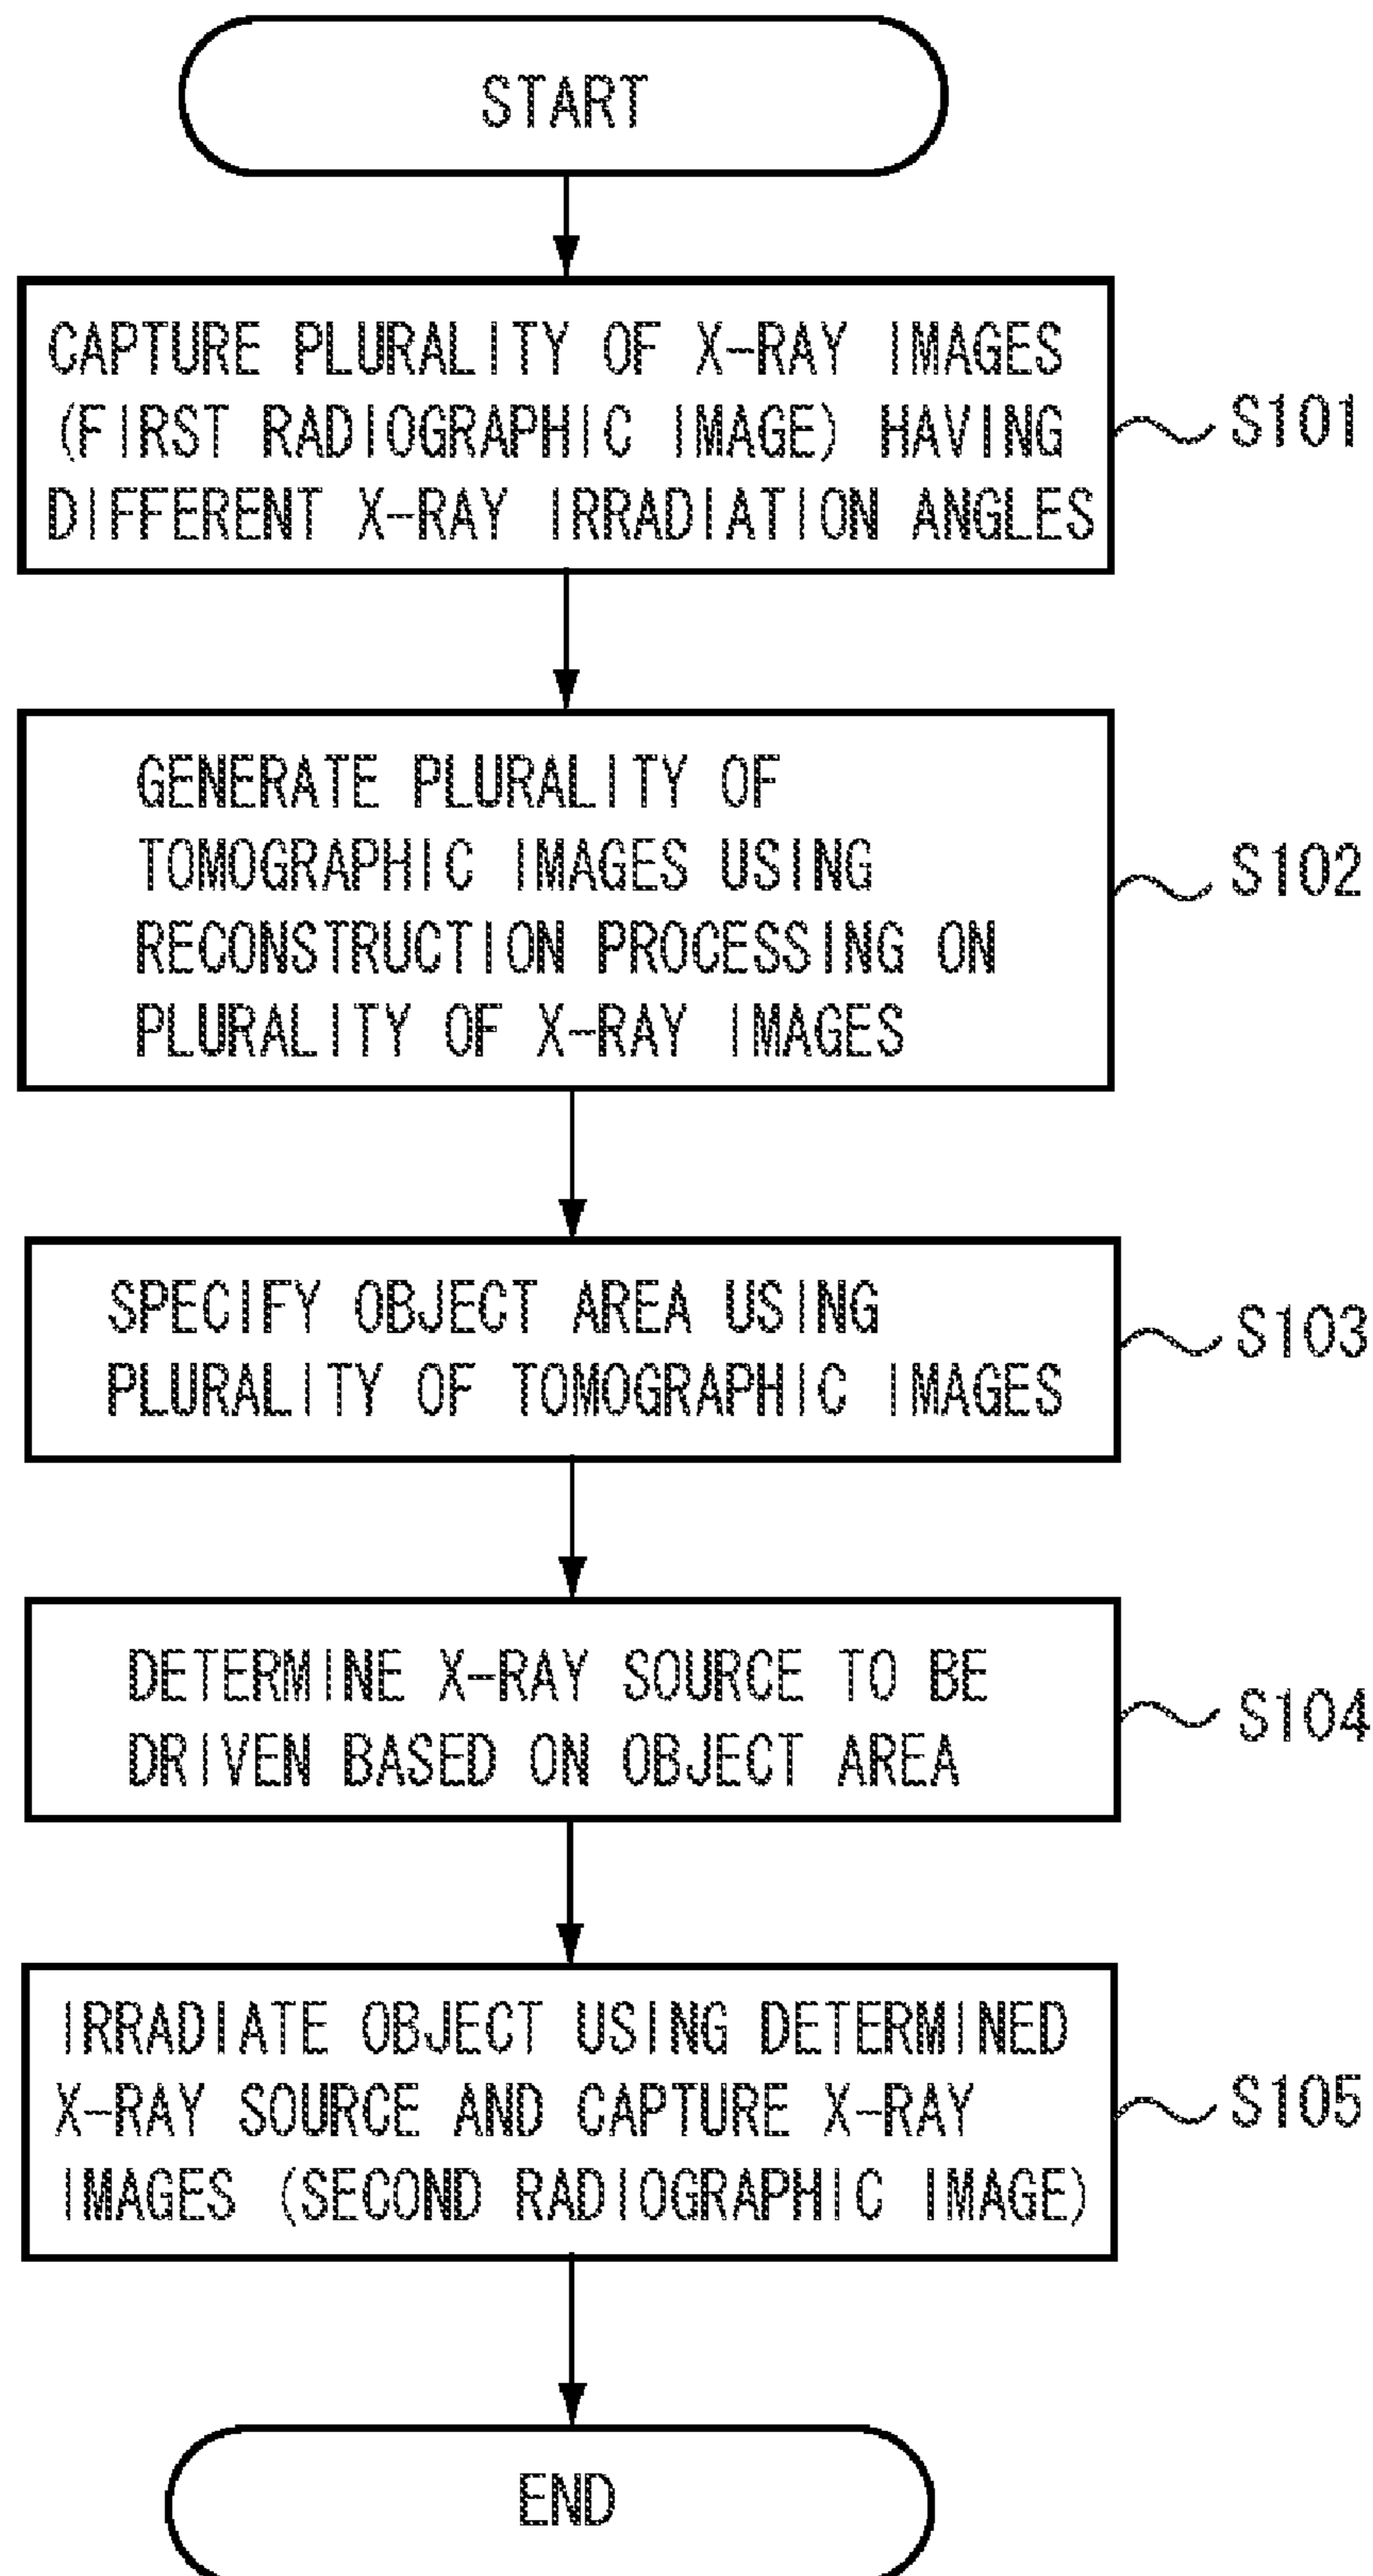 START
CAPTURE PLURALITY OF X-RAY IMAGES
(FIRST RADIOGRAPHIC IMAGE) HAVING
DIFFERENT X-RAY IRRADIATION ANGLES
S101
GENERATE PLURALITY OF
TOMOGRAPHIC IMAGES USING
RECONSTRUCTION PROCESSING ON
PLURALITY OF X-RAY IMAGES
S102
SPECIFY OBJECT AREA USING
PLURALITY OF TOMOGRAPHIC IMAGES
S103
DETERMINE X-RAY SOURCE TO BE
DRIVEN BASED ON OBJECT AREA
S104
IRRADIATE OBJECT USING DETERMINED
X-RAY SOURCE AND CAPTURE X-RAY
IMAGES (SECOND RADIOGRAPHIC IMAGE)
S105
END